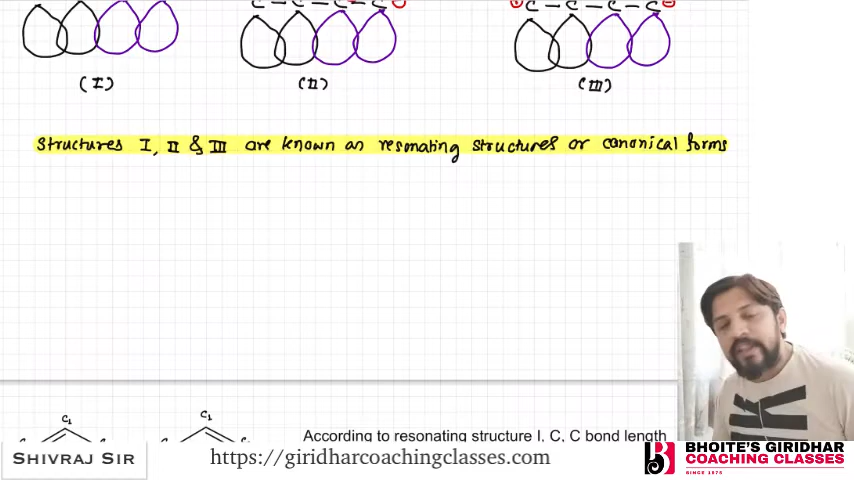 C - C - C - C
C - C - C - C
(I)
(II)
(III)
Structures I, II & III are known as resonating structures or canonical forms
C₁
C₁
According to resonating structure I, C, C bond length
SHIVRAJ SIR
https://giridharcoachingclasses.com
BHOITE'S GIRIDHAR
COACHING CLASSES
SINCE 1975